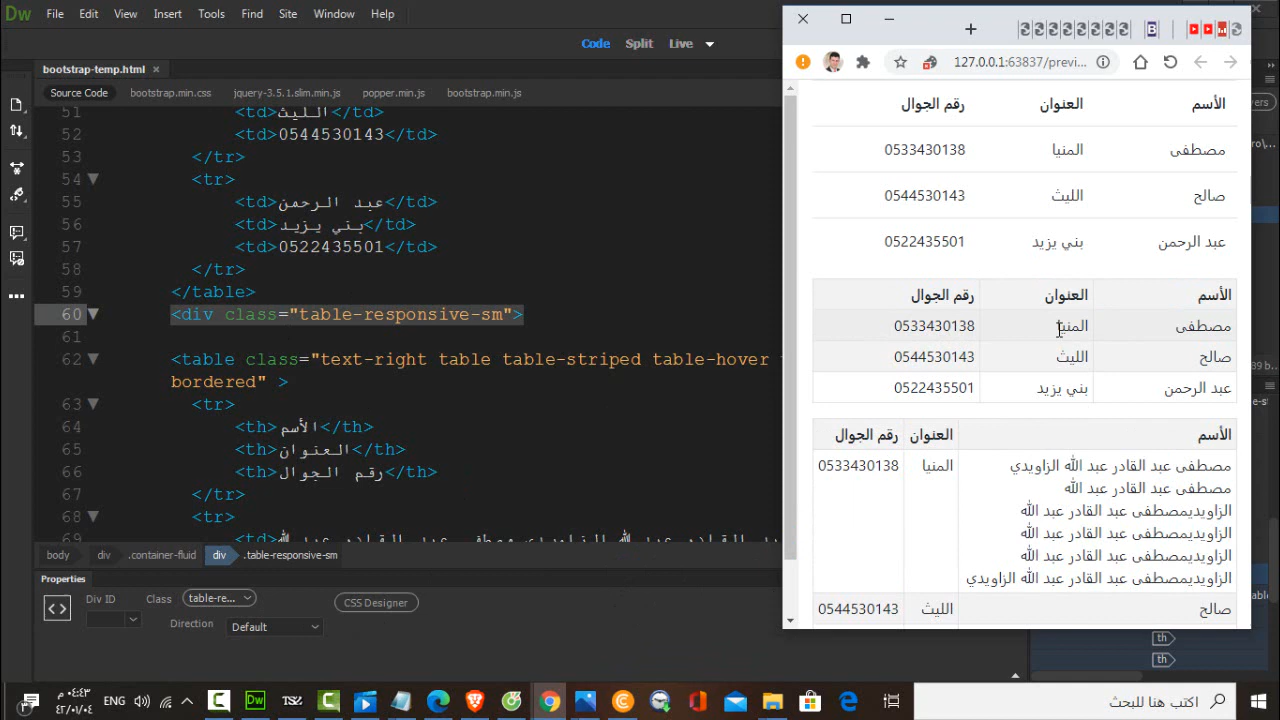 Dw File Edit View Insert Tools Find Site Window Help
Code Split Live
bootstrap-temp.html ×
Source Code bootstrap.min.css jquery-3.5.1.slim.min.js popper.min.js bootstrap.min.js
51 <td>الليث</td>
52 <td>0544530143</td>
53 </tr>
54 <tr>
55 <td>عبد الرحمن</td>
56 <td>بني يزيد</td>
57 <td>0522435501</td>
58 </tr>
59 </table>
60 <div class="table-responsive-sm">
61
62 <table class="text-right table table-striped table-hover
bordered" >
63 <tr>
64 <th>الأسم</th>
65 <th>العنوان</th>
66 <th>رقم الجوال</th>
67 </tr>
68 <tr>
body div .container-fluid div .table-responsive-sm
Properties
Div ID Class table-re... CSS Designer
Direction Default
127.0.0.1:63837/previ...
الأسم العنوان رقم الجوال
مصطفى المنيا 0533430138
صالح الليث 0544530143
عبد الرحمن بني يزيد 0522435501
الأسم العنوان رقم الجوال
مصطفى المنيا 0533430138
صالح الليث 0544530143
عبد الرحمن بني يزيد 0522435501
الأسم العنوان رقم الجوال
مصطفى عبد القادر عبد الله الزاويدي المنيا 0533430138
مصطفى عبد القادر عبد الله
الزاويديمصطفى عبد القادر عبد الله
الزاويديمصطفى عبد القادر عبد الله
الزاويديمصطفى عبد القادر عبد الله
الزاويديمصطفى عبد القادر عبد الله الزاويدي
صالح الليث 0544530143
th
th
ENG
اكتب هنا للبحث